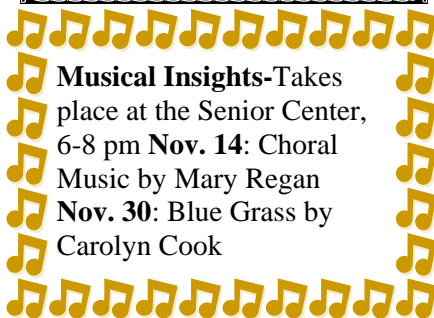 Musical Insights-Takes
place at the Senior Center,
6-8 pm Nov. 14: Choral
Music by Mary Regan
Nov. 30: Blue Grass by
Carolyn Cook